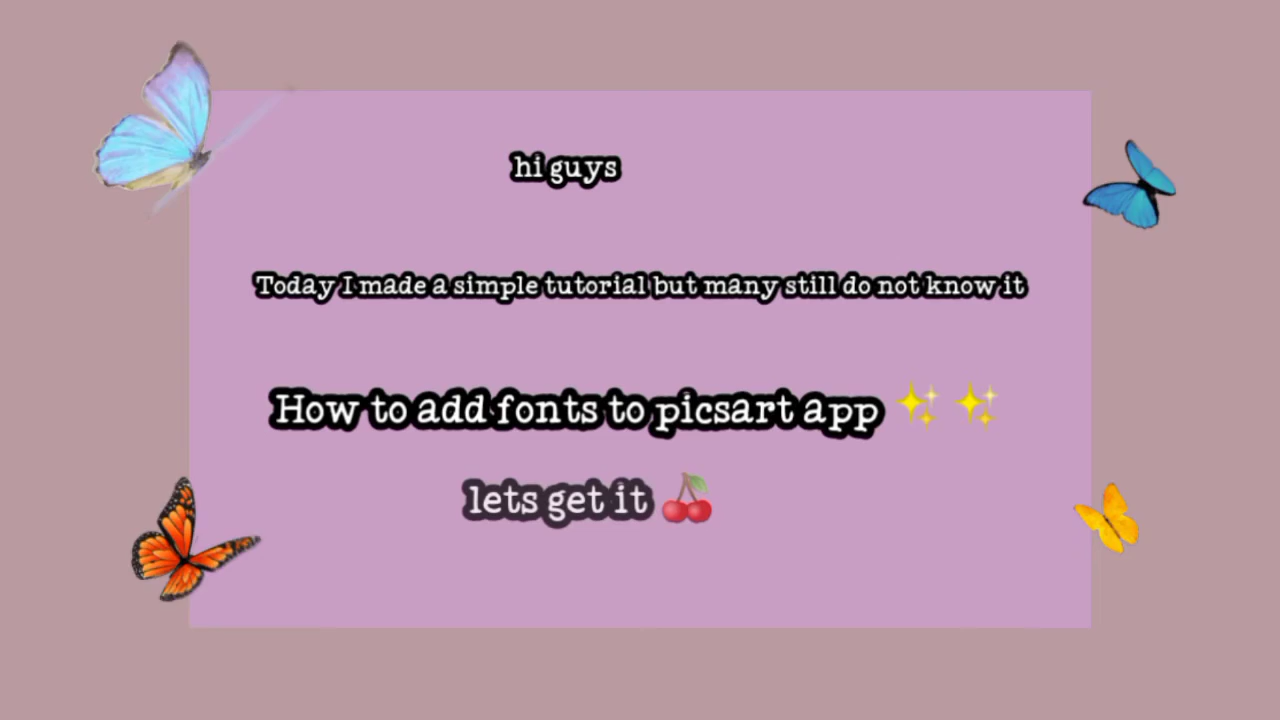 hi guys
Today I made a simple tutorial but many still do not know it
How to add fonts to picsart app ✨ ✨
lets get it 🍒